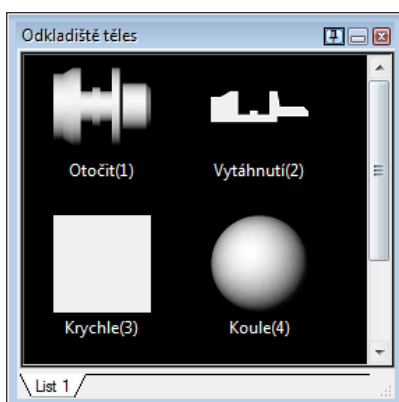 Odkladiště těles
Otočit(1)
Vytáhnutí(2)
Krychle(3)
Koule(4)
List 1